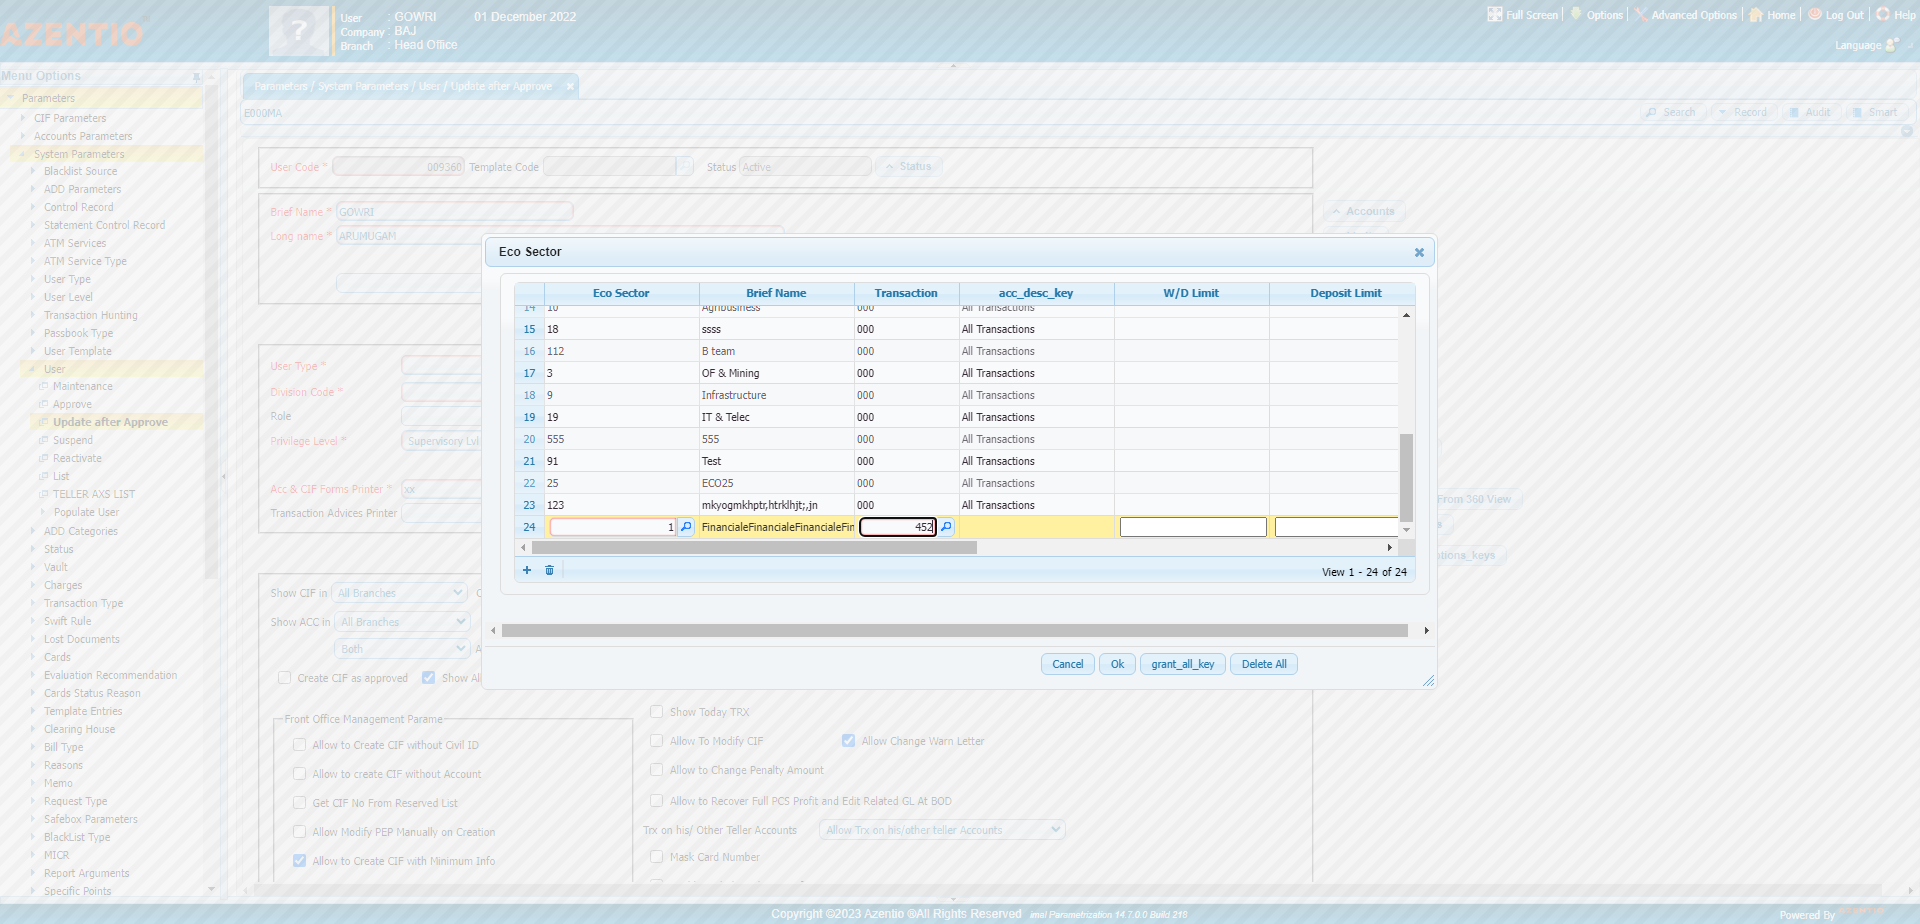 AZENTIO
User : GOWRI 01 December 2022
Company : BAJ
Branch : Head Office
Full Screen Options Advanced Options Home Log Out Help
Language
Menu Options
Parameters
CIF Parameters
Accounts Parameters
System Parameters
Blacklist Source
ADD Parameters
Control Record
Statement Control Record
ATM Services
ATM Service Type
User Type
User Level
Transaction Hunting
Passbook Type
User Template
User
Maintenance
Approve
Update after Approve
Suspend
Reactivate
List
TELLER AXS LIST
Populate User
ADD Categories
Status
Vault
Charges
Transaction Type
Swift Rule
Lost Documents
Cards
Evaluation Recommendation
Cards Status Reason
Template Entries
Clearing House
Bill Type
Reasons
Memo
Request Type
Safebox Parameters
BlackList Type
MICR
Report Arguments
Specific Points
Parameters / System Parameters / User / Update after Approve
E000MA
Search Record Audit Smart
User Code * 009360 Template Code Status Active Status
Brief Name * GOWRI
Accounts
Long name * ARUMUGAM
User Type *
Division Code *
Role
Privilege Level * Supervisory Lvl
Acc & CIF Forms Printer * xx
Transaction Advices Printer
From 360 View
Eco Sector
Eco Sector Brief Name Transaction acc_desc_key W/D Limit Deposit Limit
14 10 Agribusiness 000 All Transactions
15 18 ssss 000 All Transactions
16 112 B team 000 All Transactions
17 3 OF & Mining 000 All Transactions
18 9 Infrastructure 000 All Transactions
19 19 IT & Telec 000 All Transactions
20 555 555 000 All Transactions
21 91 Test 000 All Transactions
22 25 ECO25 000 All Transactions
23 123 mkyogmkhptr,htrklhjt;,jn 000 All Transactions
24 1 FinancialeFinancialeFinancialeFin 452
View 1 - 24 of 24
Cancel Ok grant_all_key Delete All
Show CIF in All Branches
Show ACC in All Branches
Both
Create CIF as approved Show All
Front Office Management Parame
Allow to Create CIF without Civil ID
Allow to create CIF without Account
Get CIF No From Reserved List
Allow Modify PEP Manually on Creation
Allow to Create CIF with Minimum Info
Show Today TRX
Allow To Modify CIF Allow Change Warn Letter
Allow to Change Penalty Amount
Allow to Recover Full PCS Profit and Edit Related GL At BOD
Trx on his/ Other Teller Accounts Allow Trx on his/other teller Accounts
Mask Card Number
Copyright ©2023 Azentio ®All Rights Reserved imal Parametrization 14.7.0.0 Build 218
Powered By